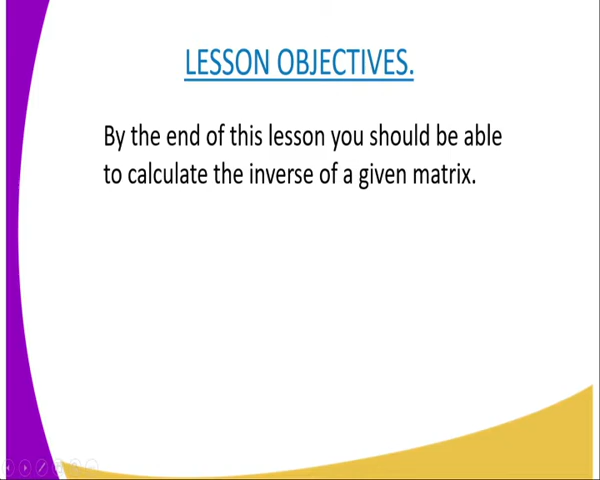 LESSON OBJECTIVES.
By the end of this lesson you should be able
to calculate the inverse of a given matrix.